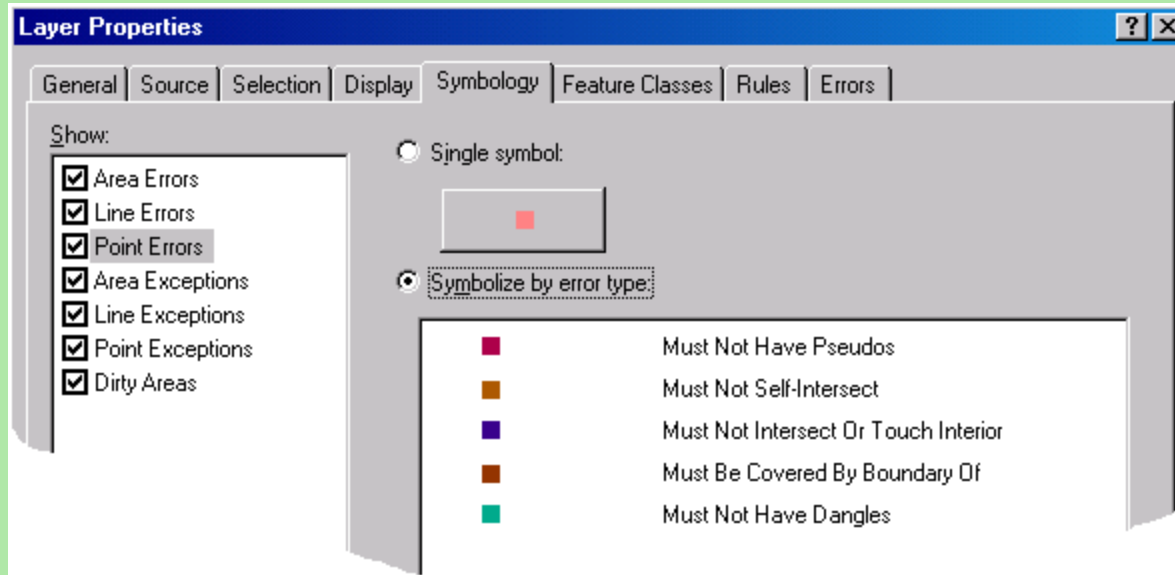 Layer Properties
General Source Selection Display Symbology Feature Classes Rules Errors
Show:
Area Errors
Line Errors
Point Errors
Area Exceptions
Line Exceptions
Point Exceptions
Dirty Areas
Single symbol:
Symbolize by error type:
Must Not Have Pseudos
Must Not Self-Intersect
Must Not Intersect Or Touch Interior
Must Be Covered By Boundary Of
Must Not Have Dangles